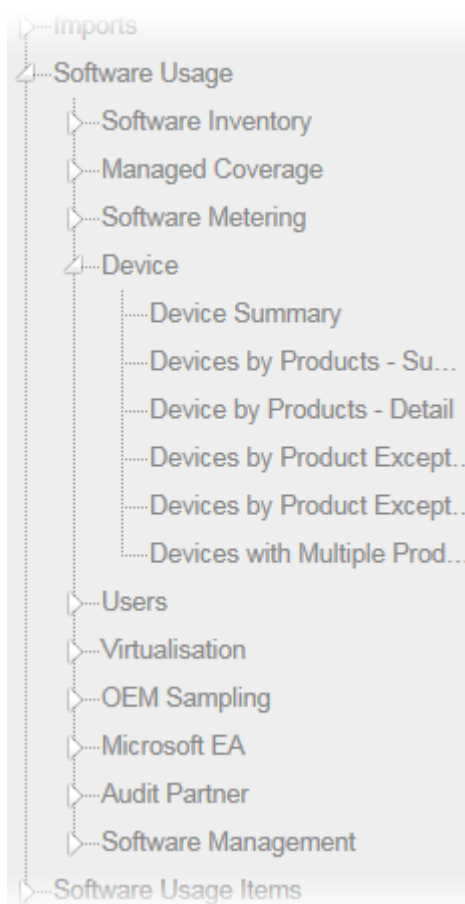 Imports
Software Usage
Software Inventory
Managed Coverage
Software Metering
Device
Device Summary
Devices by Products - Su...
Device by Products - Detail
Devices by Product Except...
Devices by Product Except...
Devices with Multiple Prod...
Users
Virtualisation
OEM Sampling
Microsoft EA
Audit Partner
Software Management
Software Usage Items